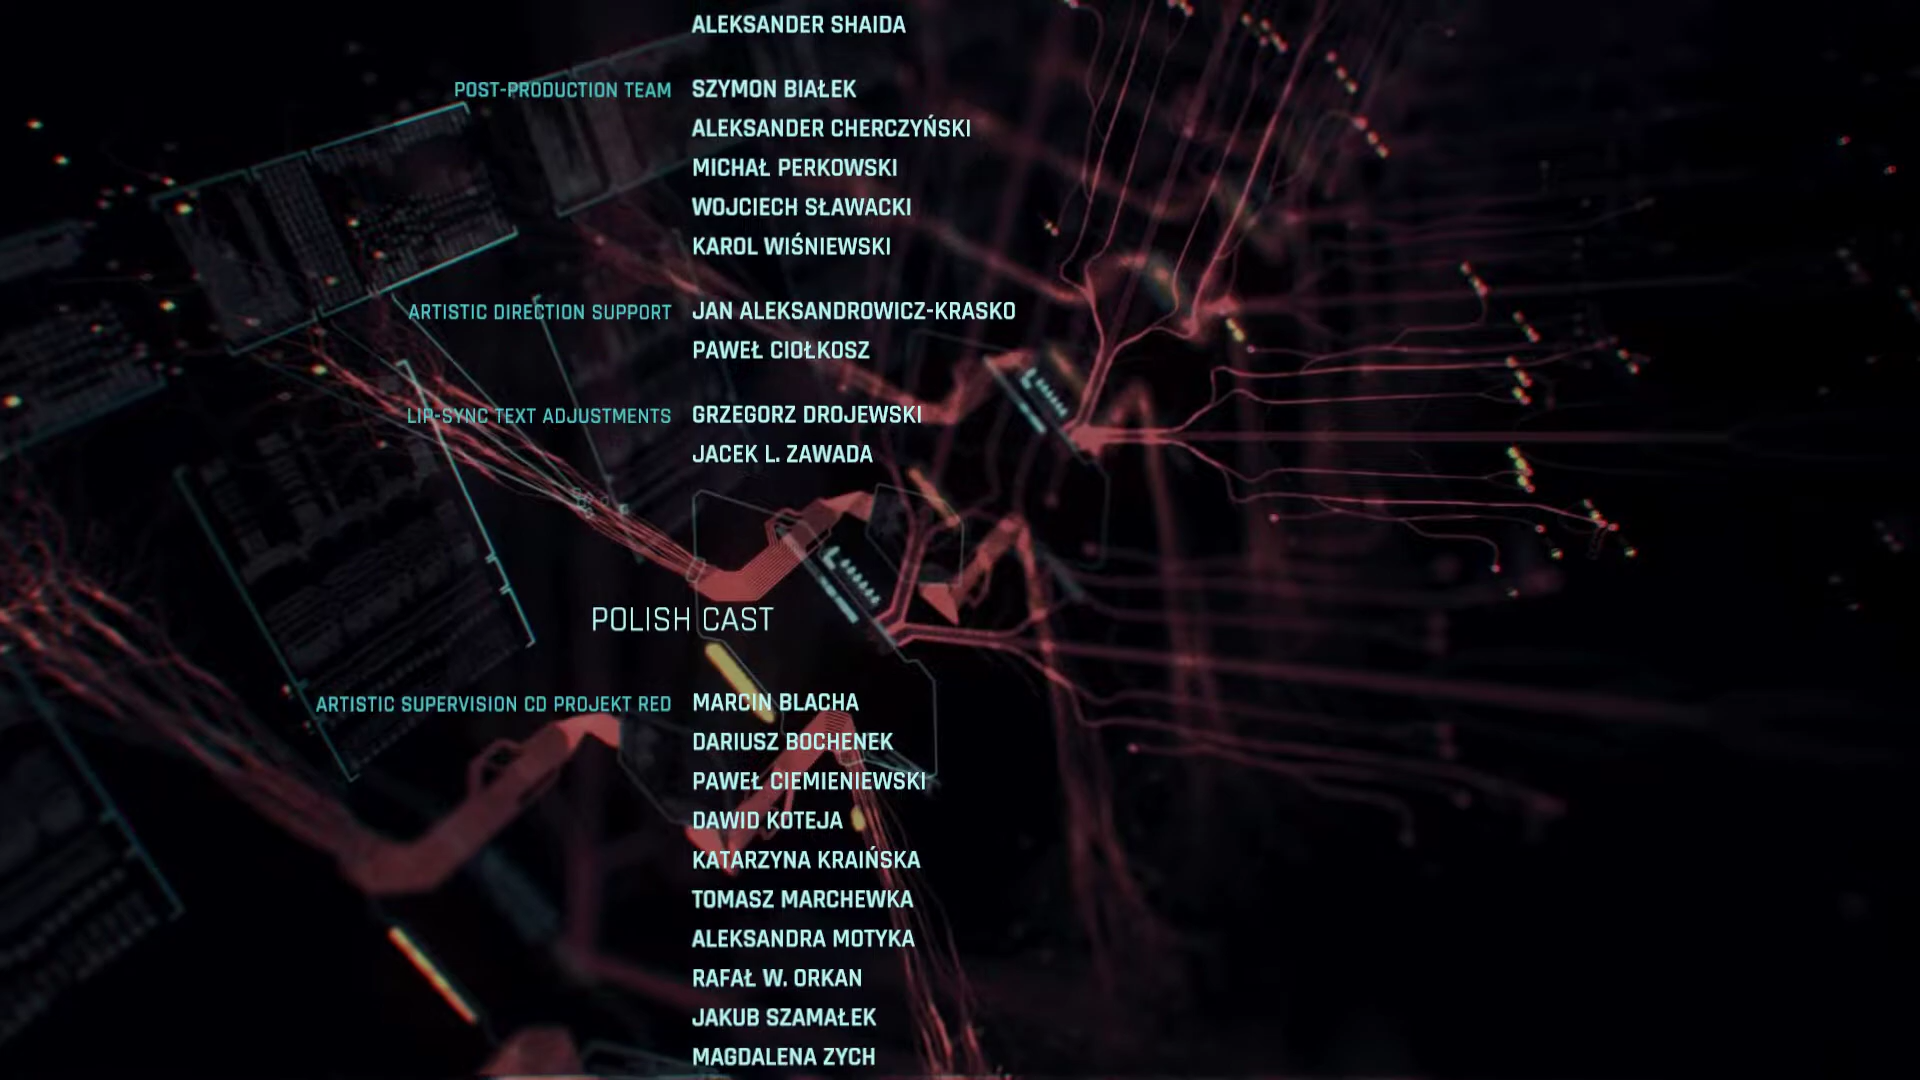 ALEKSANDER SHAIDA
POST-PRODUCTION TEAM SZYMON BIAŁEK
ALEKSANDER CHERCZYŃSKI
MICHAŁ PERKOWSKI
WOJCIECH SŁAWACKI
KAROL WIŚNIEWSKI
ARTISTIC DIRECTION SUPPORT JAN ALEKSANDROWICZ-KRASKO
PAWEŁ CIOŁKOSZ
LIP-SYNC TEXT ADJUSTMENTS GRZEGORZ DROJEWSKI
JACEK L. ZAWADA
POLISH CAST
ARTISTIC SUPERVISION CD PROJEKT RED MARCIN BLACHA
DARIUSZ BOCHENEK
PAWEŁ CIEMIENIEWSKI
DAWID KOTEJA
KATARZYNA KRAIŃSKA
TOMASZ MARCHEWKA
ALEKSANDRA MOTYKA
RAFAŁ W. ORKAN
JAKUB SZAMAŁEK
MAGDALENA ZYCH